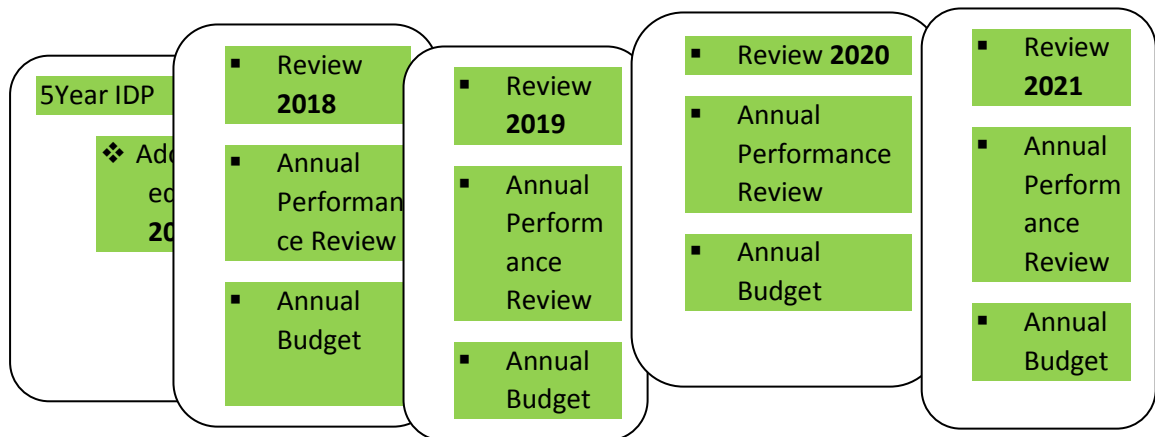 5Year IDP
❖
▪ Review
2018
▪ Annual
Performan
ce Review
▪ Annual
Budget
▪ Review
2019
▪ Annual
Perform
ance
Review
▪ Annual
Budget
▪ Review 2020
▪ Annual
Performance
Review
▪ Annual
Budget
▪ Review
2021
▪ Annual
Perform
ance
Review
▪ Annual
Budget